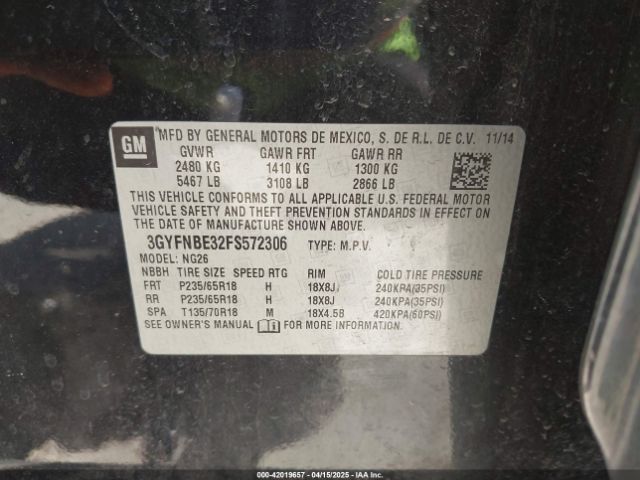 GM
MFD BY GENERAL MOTORS DE MEXICO, S. DE R.L. DE C.V. 11/14
GVWR GAWR FRT GAWR RR
2480 KG 1410 KG 1300 KG
5467 LB 3108 LB 2866 LB
THIS VEHICLE CONFORMS TO ALL APPLICABLE U.S. FEDERAL MOTOR
VEHICLE SAFETY AND THEFT PREVENTION STANDARDS IN EFFECT ON
THE DATE OF MANUFACTURE SHOWN ABOVE.
3GYFNBE32FS572306 TYPE: M.P.V.
MODEL: NG26
NBBH TIRE SIZE SPEED RTG RIM COLD TIRE PRESSURE
FRT P235/65R18 H 18X8J 240KPA(35PSI)
RR P235/65R18 H 18X8J 240KPA(35PSI)
SPA T135/70R18 M 18X4.5B 420KPA(60PSI)
SEE OWNER'S MANUAL FOR MORE INFORMATION.
000-42019657 - 04/15/2025 - IAAI.COM